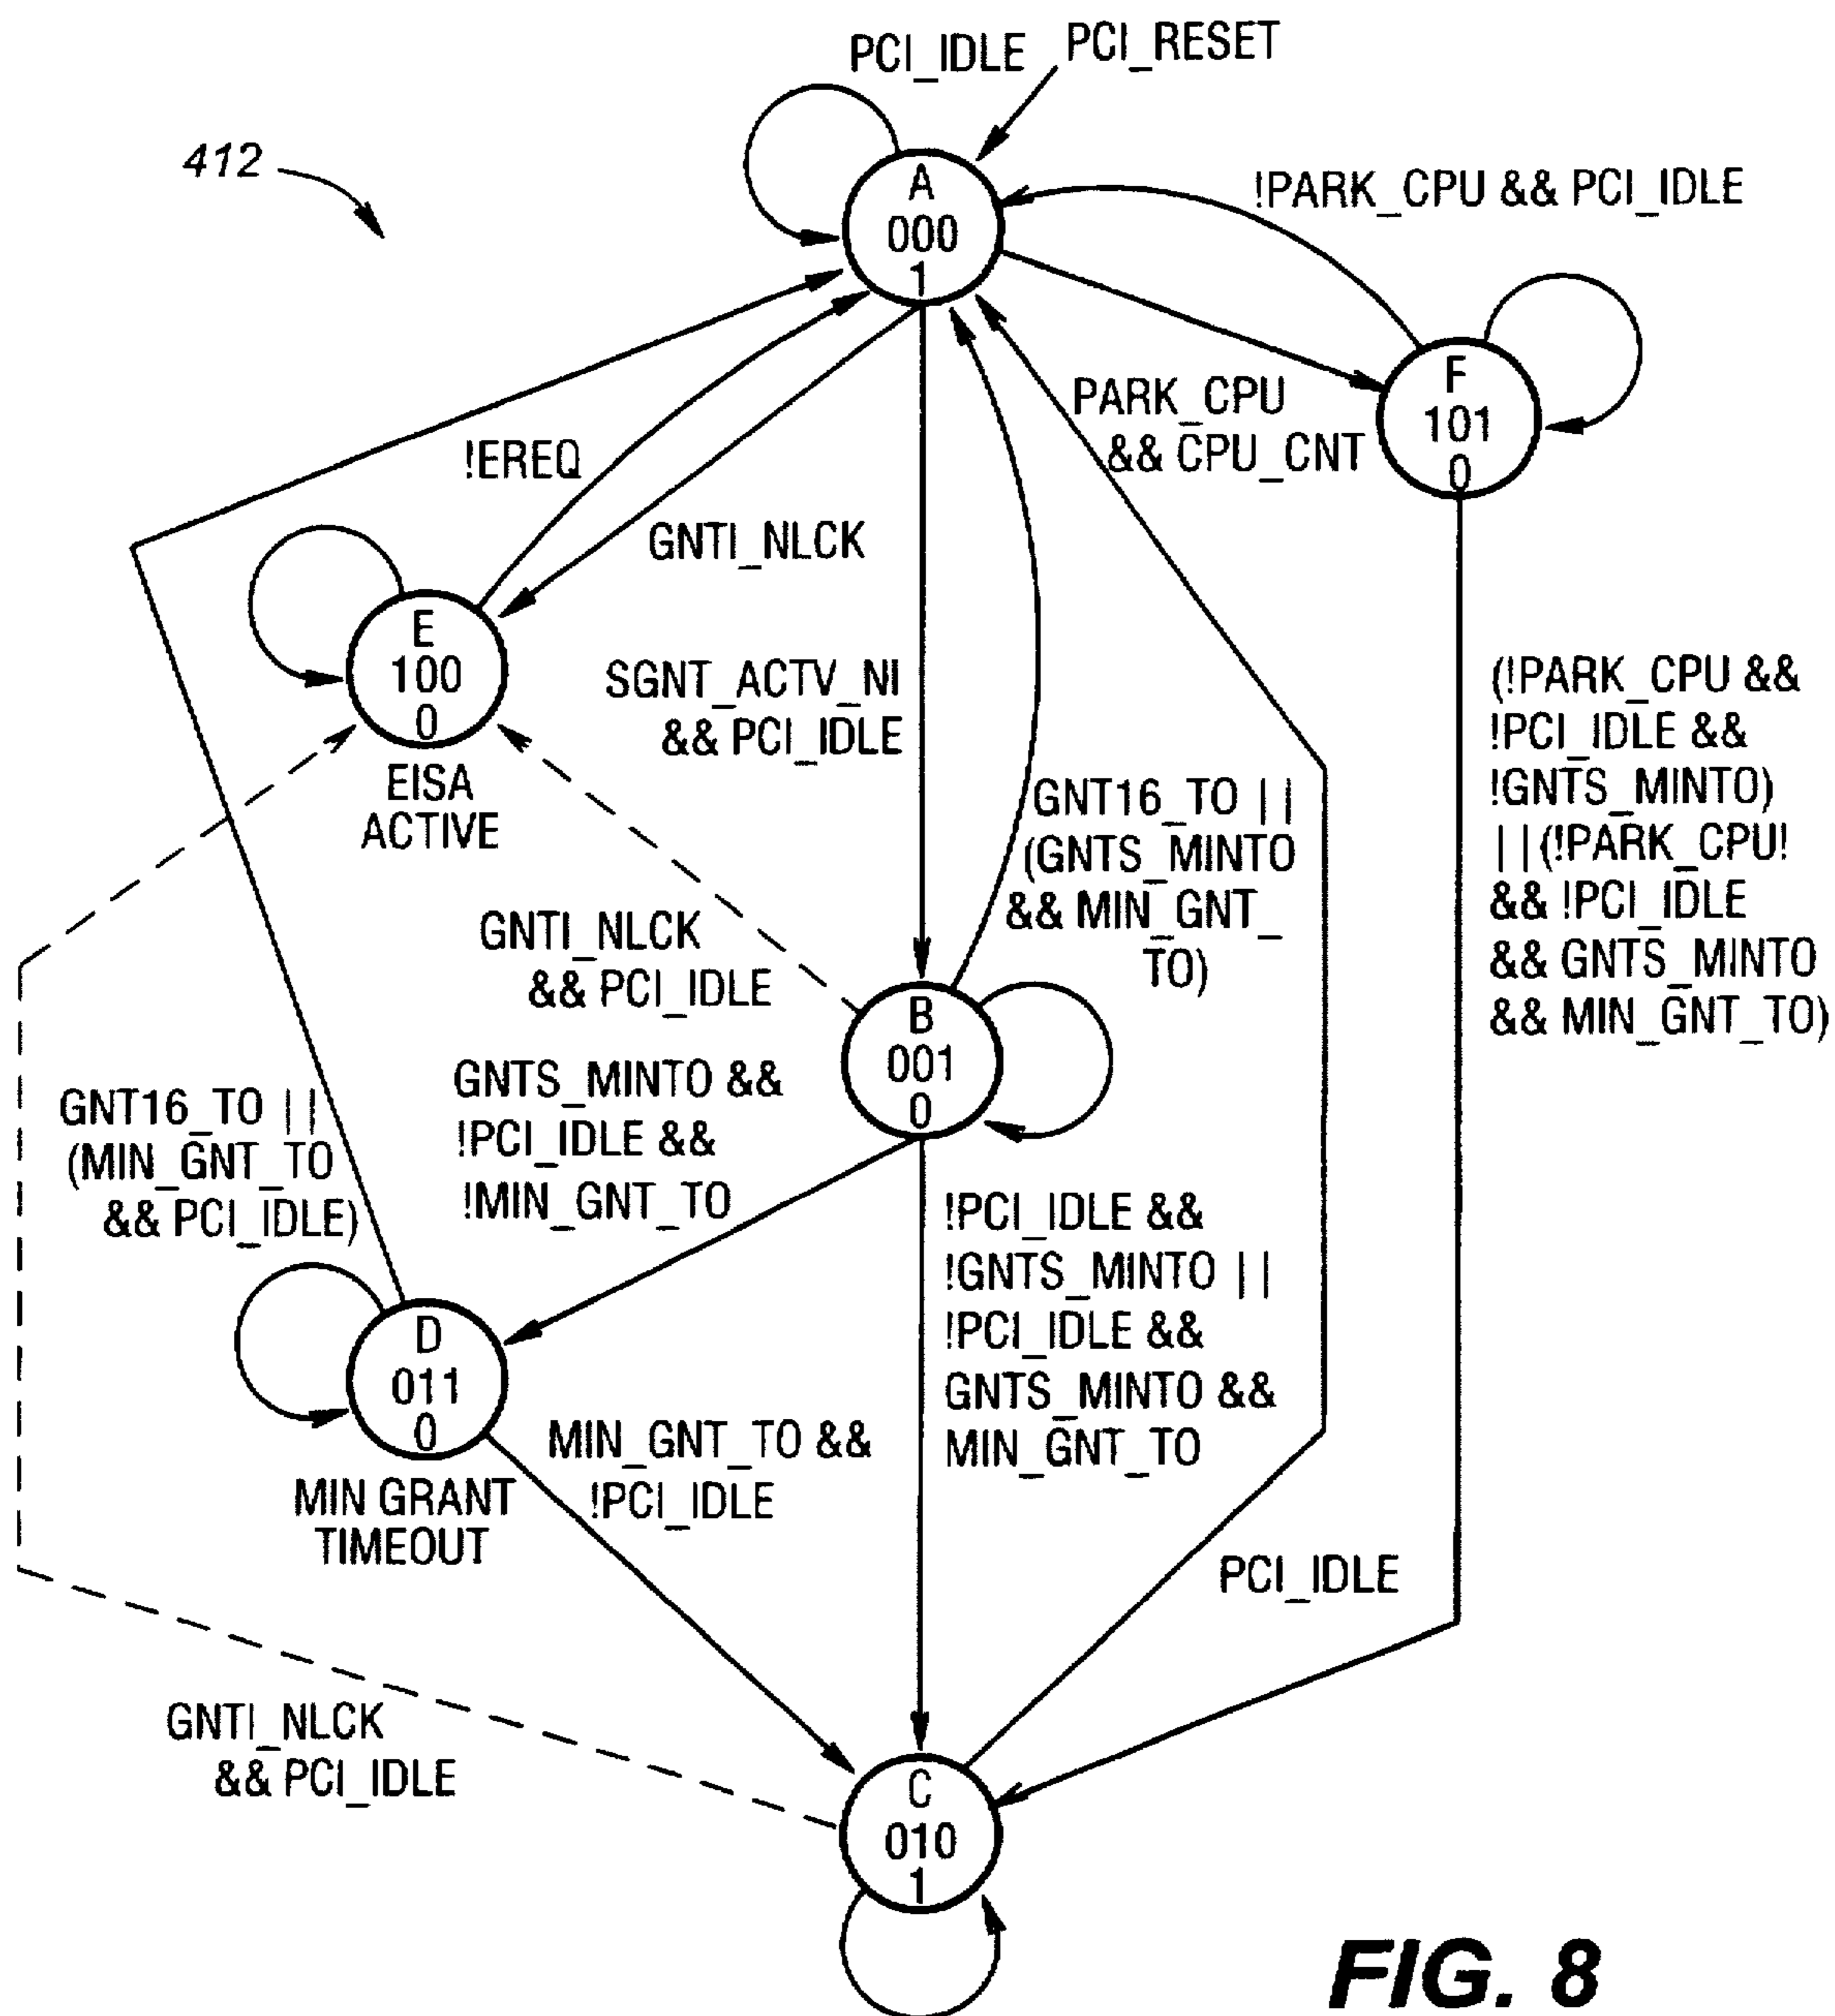 PCI_IDLE
PCI_RESET
412
A
000
1
!PARK_CPU && PCI_IDLE
F
101
0
PARK_CPU
&& CPU_CNT
!EREQ
GNTI_NLCK
E
100
0
EISA
ACTIVE
SGNT_ACTV_NI
&& PCI_IDLE
(!PARK_CPU &&
!PCI_IDLE &&
!GNTS_MINTO)
||(!PARK_CPU!
&& !PCI_IDLE
&& GNTS_MINTO
&& MIN_GNT_TO)
GNT16_TO ||
(GNTS_MINTO
&& MIN_GNT_
TO)
GNTI_NLCK
&& PCI_IDLE
B
001
0
GNTS_MINTO &&
!PCI_IDLE &&
!MIN_GNT_TO
GNT16_TO ||
(MIN_GNT_TO
&& PCI_IDLE)
!PCI_IDLE &&
!GNTS_MINTO ||
!PCI_IDLE &&
GNTS_MINTO &&
MIN_GNT_TO
D
011
0
MIN GRANT
TIMEOUT
MIN_GNT_TO &&
!PCI_IDLE
PCI_IDLE
GNTI_NLCK
&& PCI_IDLE
C
010
1
FIG. 8